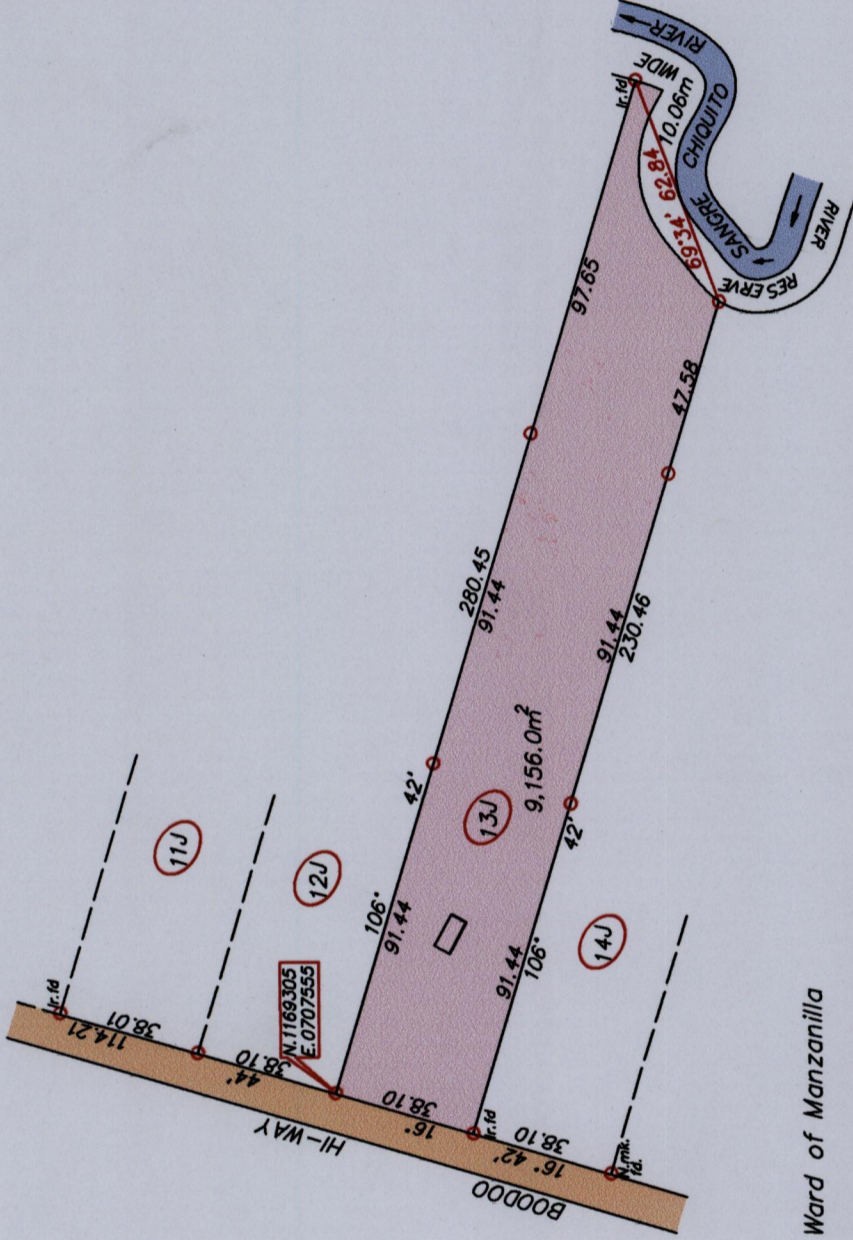 Ir.fd
WIDE
RIVER
10.06m
CHIQUITO
69°34' 62.84
SANGRE
RESERVE
RIVER
97.65
47.58
280.45
91.44
91.44
230.46
42'
13J
9,156.0m²
42'
11J
12J
106°
91.44
91.44
106°
14J
N.1169305
E.0707555
Ir.fd
38.01
114.21
38.10
44'
38.10
16°
Ir.fd
38.10
16° 42'
N.mk.
fd.
HI-WAY
BOODOO
Ward of Manzanilla